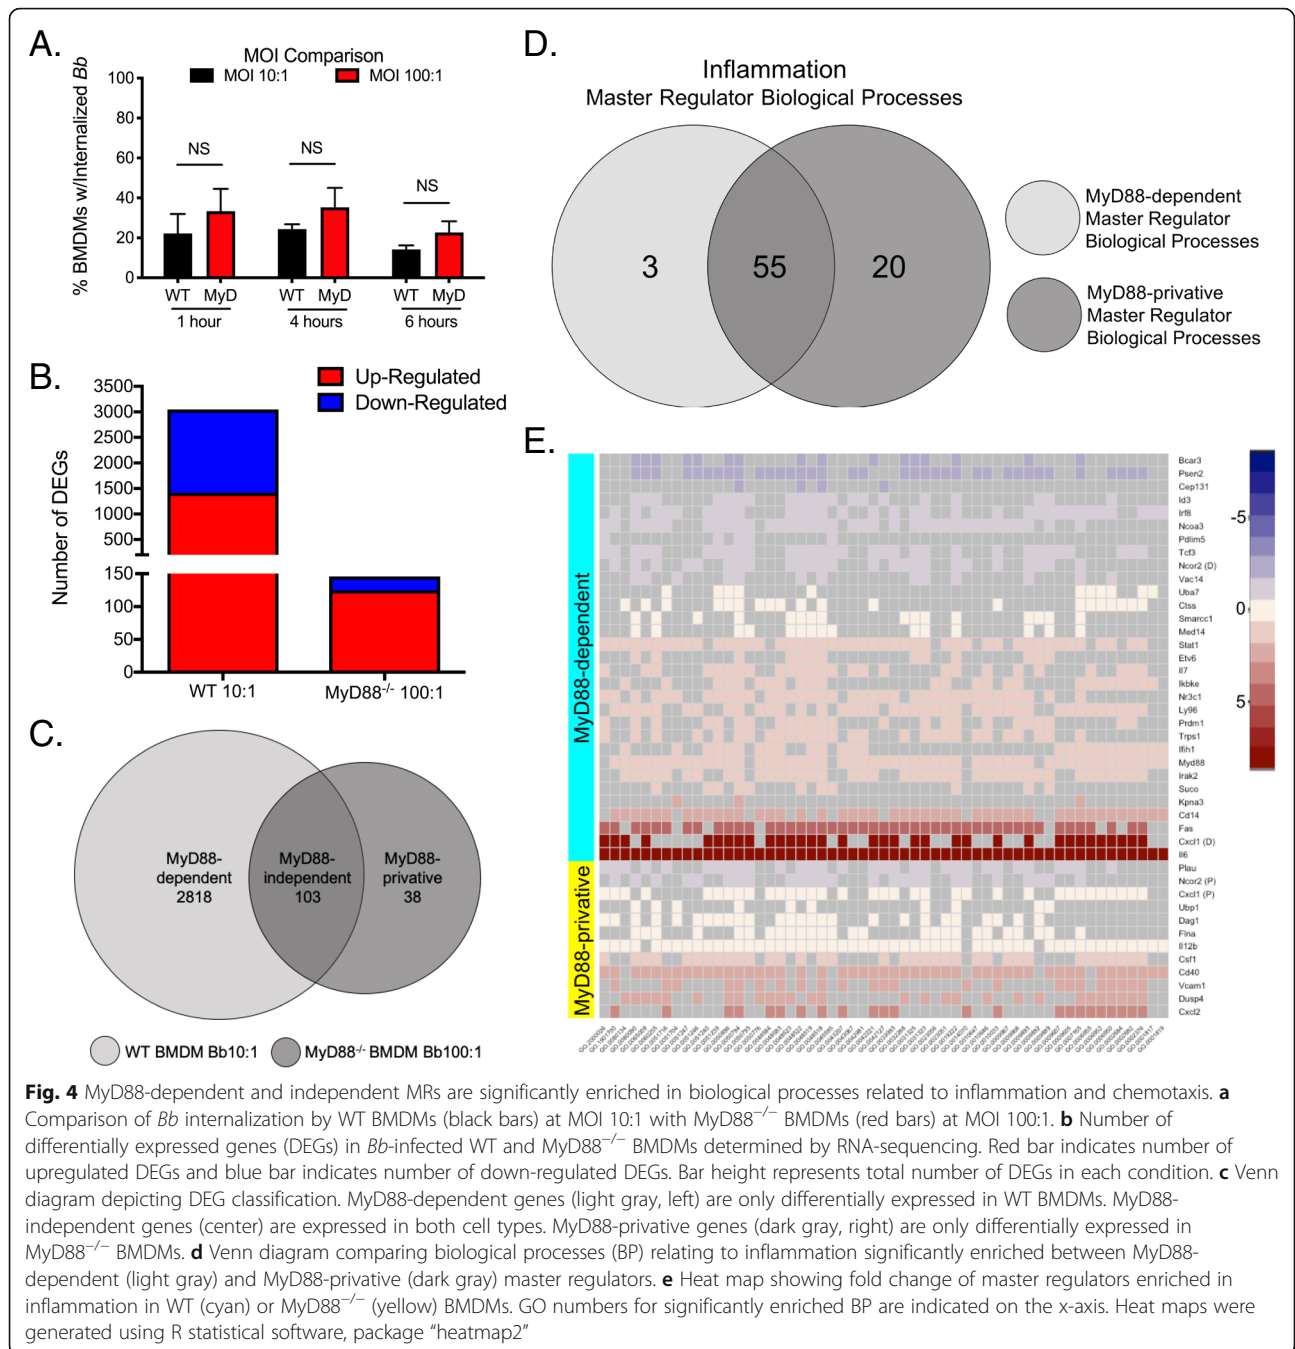 A.
MOI Comparison
MOI 10:1
MOI 100:1
% BMDMs w/Internalized Bb
100
80
60
40
20
0
NS
NS
NS
WT MyD WT MyD WT MyD
1 hour 4 hours 6 hours
B.
Up-Regulated
Down-Regulated
Number of DEGs
3500
3000
2500
2000
1500
1000
500
150
100
50
0
WT 10:1
MyD88-/- 100:1
C.
MyD88-
dependent
2818
MyD88-
independent
103
MyD88-
privative
38
WT BMDM Bb10:1
MyD88-/- BMDM Bb100:1
D.
Inflammation
Master Regulator Biological Processes
3
55
20
MyD88-dependent
Master Regulator
Biological Processes
MyD88-privative
Master Regulator
Biological Processes
E.
MyD88-dependent
MyD88-privative
Bcar3
Psen2
Cep131
Id3
Irf8
Ncoa3
Pdlim5
Tcf3
Ncor2 (D)
Vac14
Uba7
Ctss
Smarcc1
Med14
Stat1
Etv6
Il7
Ikbke
Nr3c1
Ly96
Prdm1
Trps1
Ifih1
Myd88
Irak2
Suco
Kpna3
Cd14
Fas
Cxcl1 (D)
Il6
Plau
Ncor2 (P)
Cxcl1 (P)
Ubp1
Dag1
Flna
Il12b
Csf1
Cd40
Vcam1
Dusp4
Cxcl2
-5
0
5
Fig. 4 MyD88-dependent and independent MRs are significantly enriched in biological processes related to inflammation and chemotaxis. a
Comparison of Bb internalization by WT BMDMs (black bars) at MOI 10:1 with MyD88−/− BMDMs (red bars) at MOI 100:1. b Number of
differentially expressed genes (DEGs) in Bb-infected WT and MyD88−/− BMDMs determined by RNA-sequencing. Red bar indicates number of
upregulated DEGs and blue bar indicates number of down-regulated DEGs. Bar height represents total number of DEGs in each condition. c Venn
diagram depicting DEG classification. MyD88-dependent genes (light gray, left) are only differentially expressed in WT BMDMs. MyD88-
independent genes (center) are expressed in both cell types. MyD88-privative genes (dark gray, right) are only differentially expressed in
MyD88−/− BMDMs. d Venn diagram comparing biological processes (BP) relating to inflammation significantly enriched between MyD88-
dependent (light gray) and MyD88-privative (dark gray) master regulators. e Heat map showing fold change of master regulators enriched in
inflammation in WT (cyan) or MyD88−/− (yellow) BMDMs. GO numbers for significantly enriched BP are indicated on the x-axis. Heat maps were
generated using R statistical software, package “heatmap2”